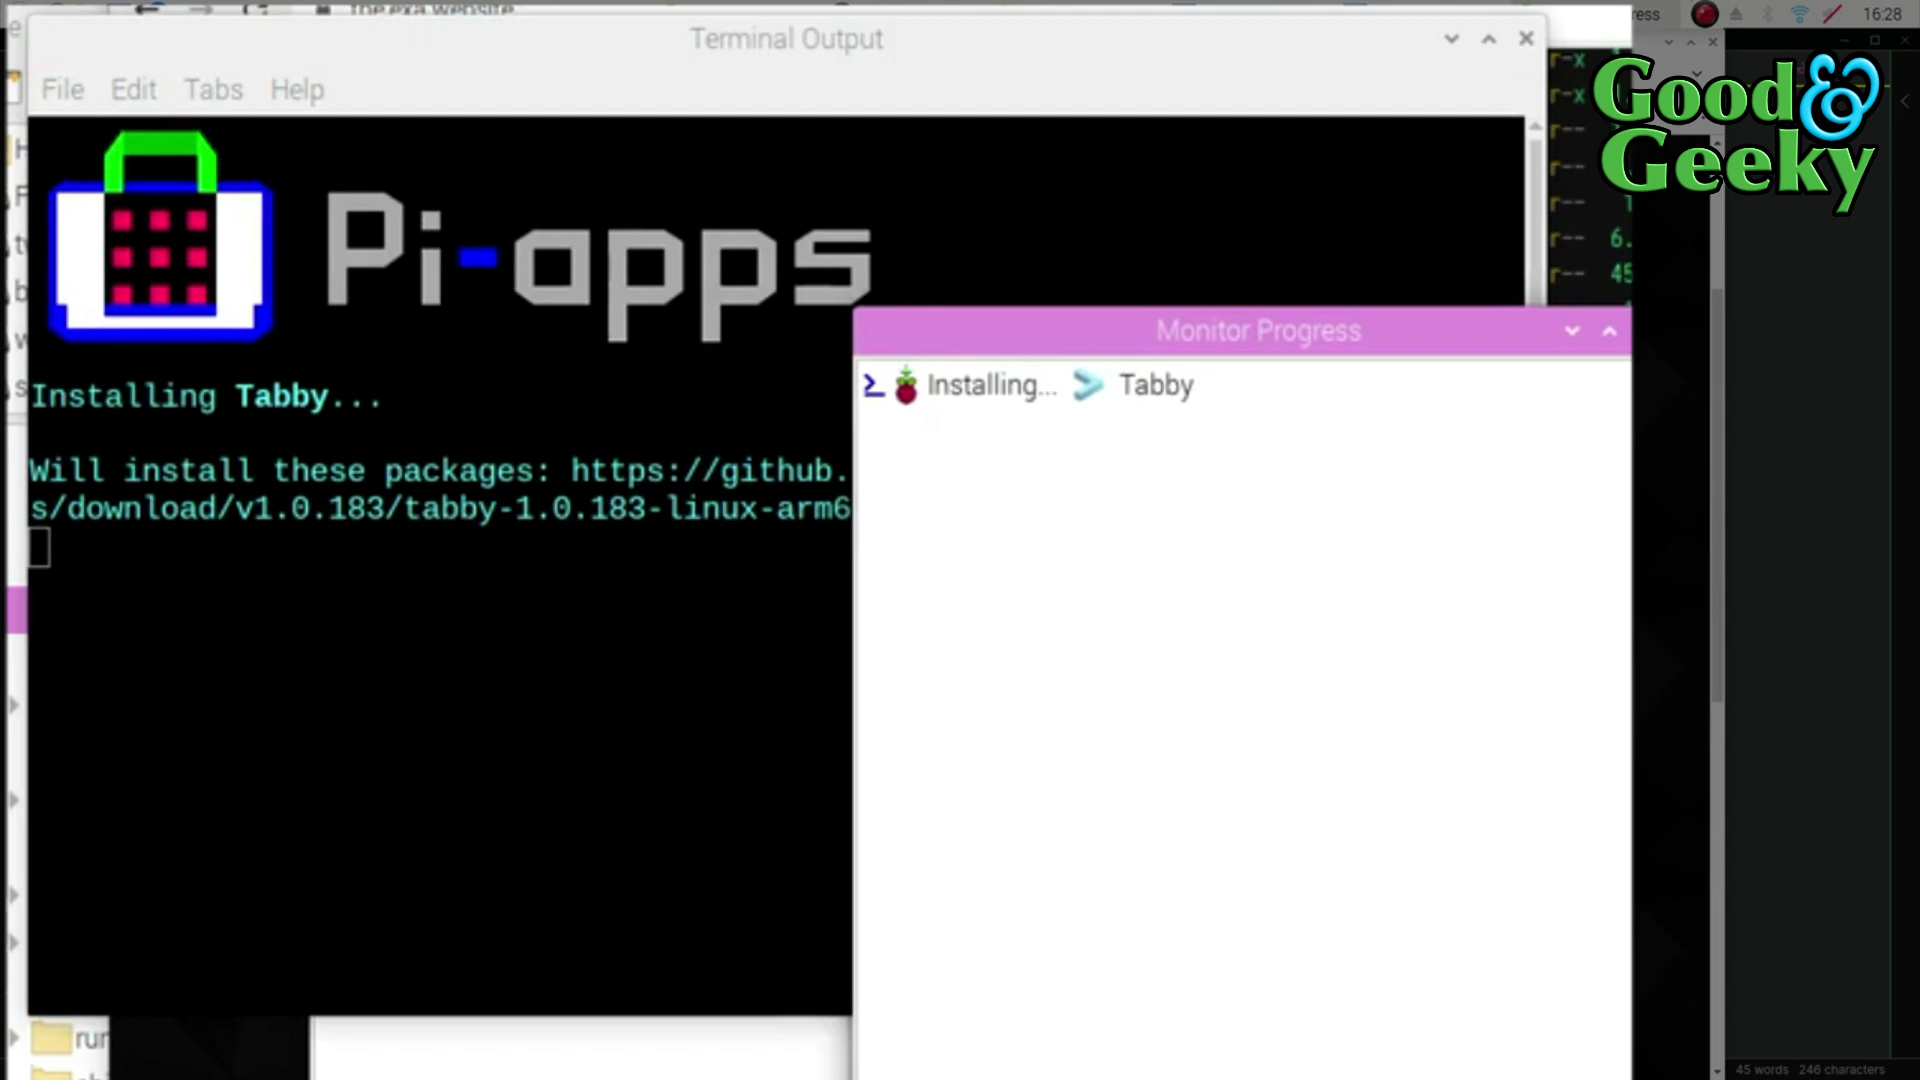 16:28
Terminal Output
File Edit Tabs Help
Good &
Geeky
Pi-apps
6.
45
Monitor Progress
Installing... Tabby
Installing Tabby...
Will install these packages: https://github.
s/download/v1.0.183/tabby-1.0.183-linux-arm6
45 words 246 characters